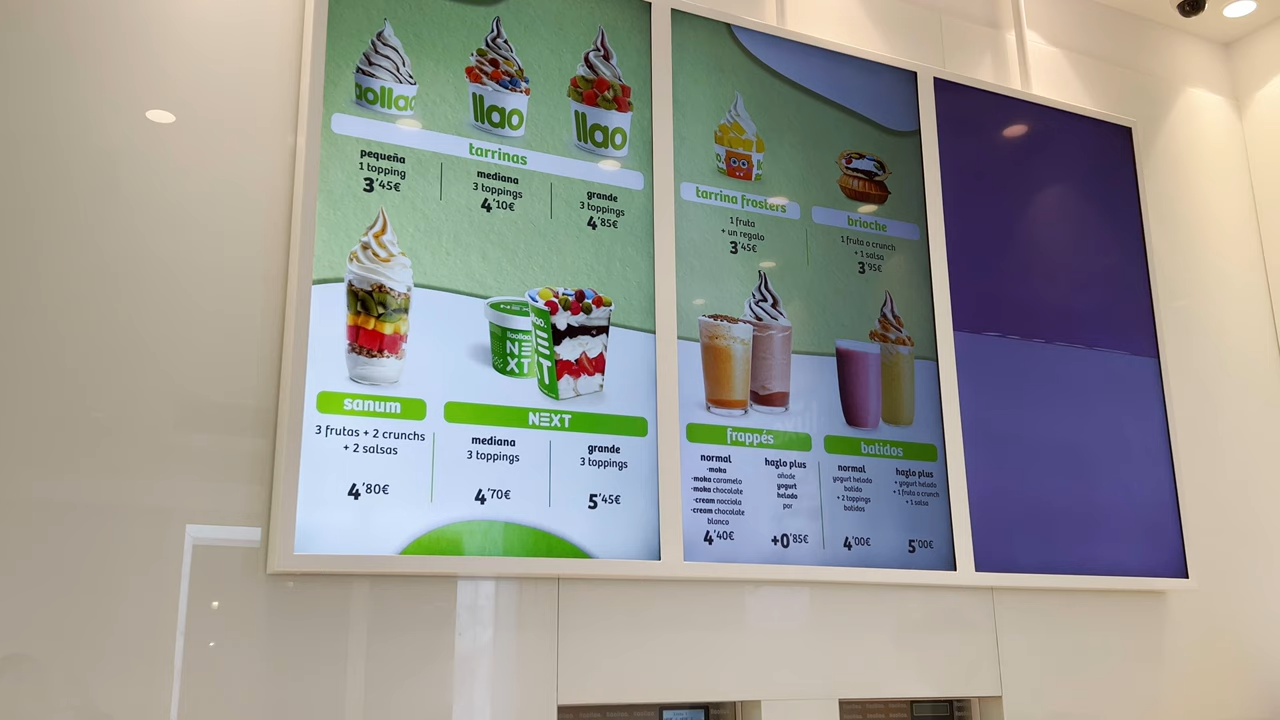 llaollao
llao
llao
tarrinas
pequeña
1 topping
3'45€
mediana
3 toppings
4'10€
grande
3 toppings
4'85€
sanum
3 frutas + 2 crunchs
+ 2 salsas
4'80€
NEXT
llaollao
NE
XT
NEXT
mediana
3 toppings
4'70€
grande
3 toppings
5'45€
tarrina frosters
1 fruta
+ un regalo
3'45€
brioche
1 fruta o crunch
+ 1 salsa
3'95€
frappés
normal
·moka
·moka caramelo
·moka chocolate
·cream nocciola
·cream chocolate
blanco
4'40€
hazlo plus
añade
yogurt
helado
por
+0'85€
batidos
normal
yogurt helado
batido
+ 2 toppings
batidos
4'00€
hazlo plus
+ yogurt helado
+ 1 fruta o crunch
+ 1 salsa
5'00€